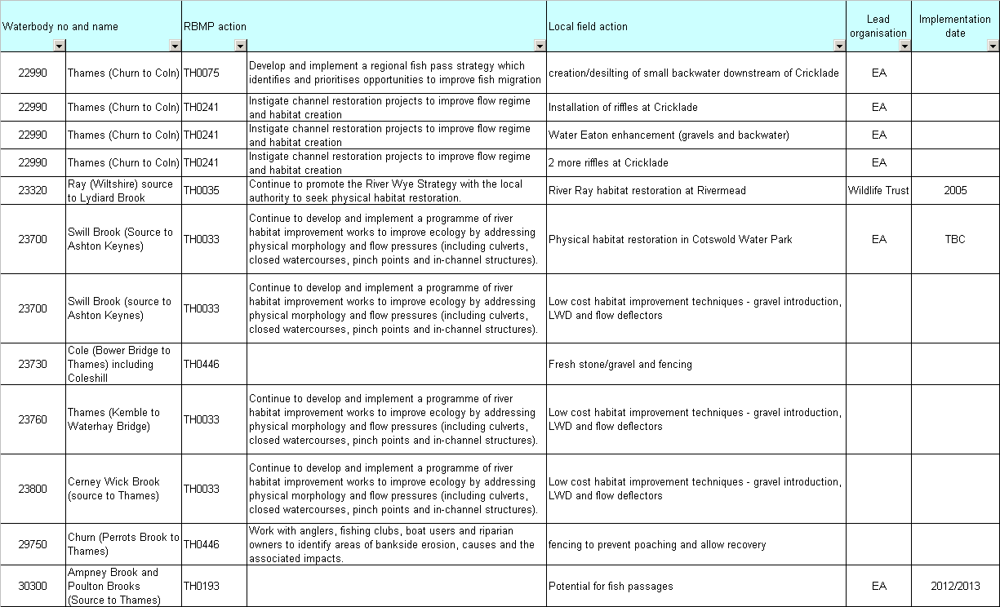 Waterbody no and name RBMP action Local field action Lead organisation Implementation date
22990 Thames (Churn to Coln) TH0075 Develop and implement a regional fish pass strategy which
identifies and prioritises opportunities to improve fish migration creation/desilting of small backwater downstream of Cricklade EA
22990 Thames (Churn to Coln) TH0241 Instigate channel restoration projects to improve flow regime
and habitat creation Installation of riffles at Cricklade EA
22990 Thames (Churn to Coln) TH0241 Instigate channel restoration projects to improve flow regime
and habitat creation Water Eaton enhancement (gravels and backwater) EA
22990 Thames (Churn to Coln) TH0241 Instigate channel restoration projects to improve flow regime
and habitat creation 2 more riffles at Cricklade EA
23320 Ray (Wiltshire) source
to Lydiard Brook TH0035 Continue to promote the River Wye Strategy with the local
authority to seek physical habitat restoration. River Ray habitat restoration at Rivermead Wildlife Trust 2005
23700 Swill Brook (Source to
Ashton Keynes) TH0033 Continue to develop and implement a programme of river
habitat improvement works to improve ecology by addressing
physical morphology and flow pressures (including culverts,
closed watercourses, pinch points and in-channel structures). Physical habitat restoration in Cotswold Water Park EA TBC
23700 Swill Brook (source to
Ashton Keynes) TH0033 Continue to develop and implement a programme of river
habitat improvement works to improve ecology by addressing
physical morphology and flow pressures (including culverts,
closed watercourses, pinch points and in-channel structures). Low cost habitat improvement techniques - gravel introduction,
LWD and flow deflectors
23730 Cole (Bower Bridge to
Thames) including
Coleshill TH0446 Fresh stone/gravel and fencing
23760 Thames (Kemble to
Waterhay Bridge) TH0033 Continue to develop and implement a programme of river
habitat improvement works to improve ecology by addressing
physical morphology and flow pressures (including culverts,
closed watercourses, pinch points and in-channel structures). Low cost habitat improvement techniques - gravel introduction,
LWD and flow deflectors
23800 Cerney Wick Brook
(source to Thames) TH0033 Continue to develop and implement a programme of river
habitat improvement works to improve ecology by addressing
physical morphology and flow pressures (including culverts,
closed watercourses, pinch points and in-channel structures). Low cost habitat improvement techniques - gravel introduction,
LWD and flow deflectors
29750 Churn (Perrots Brook to
Thames) TH0446 Work with anglers, fishing clubs, boat users and riparian
owners to identify areas of bankside erosion, causes and the
associated impacts. fencing to prevent poaching and allow recovery
30300 Ampney Brook and
Poulton Brooks
(Source to Thames) TH0193 Potential for fish passages EA 2012/2013